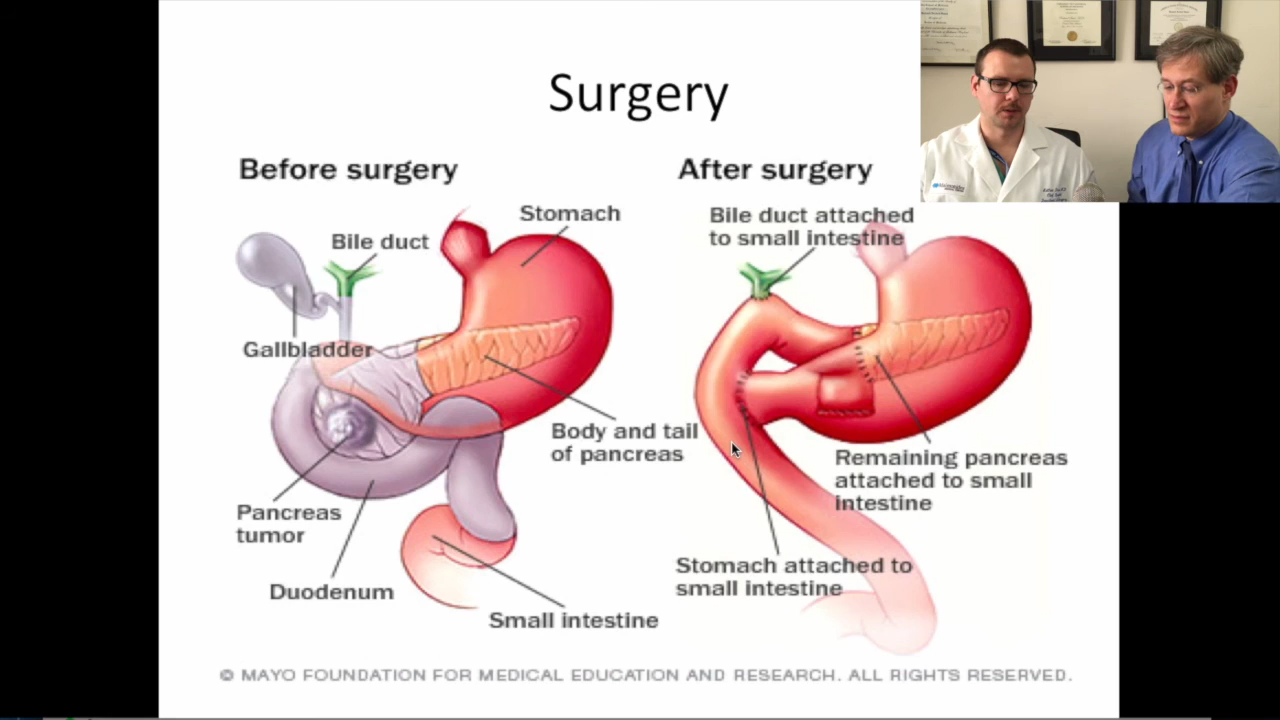 Surgery
Before surgery
After surgery
Stomach
Bile duct
Gallbladder
Body and tail
of pancreas
Pancreas
tumor
Duodenum
Small intestine
Bile duct attached
to small intestine
Remaining pancreas
attached to small
intestine
Stomach attached to
small intestine
© MAYO FOUNDATION FOR MEDICAL EDUCATION AND RESEARCH. ALL RIGHTS RESERVED.